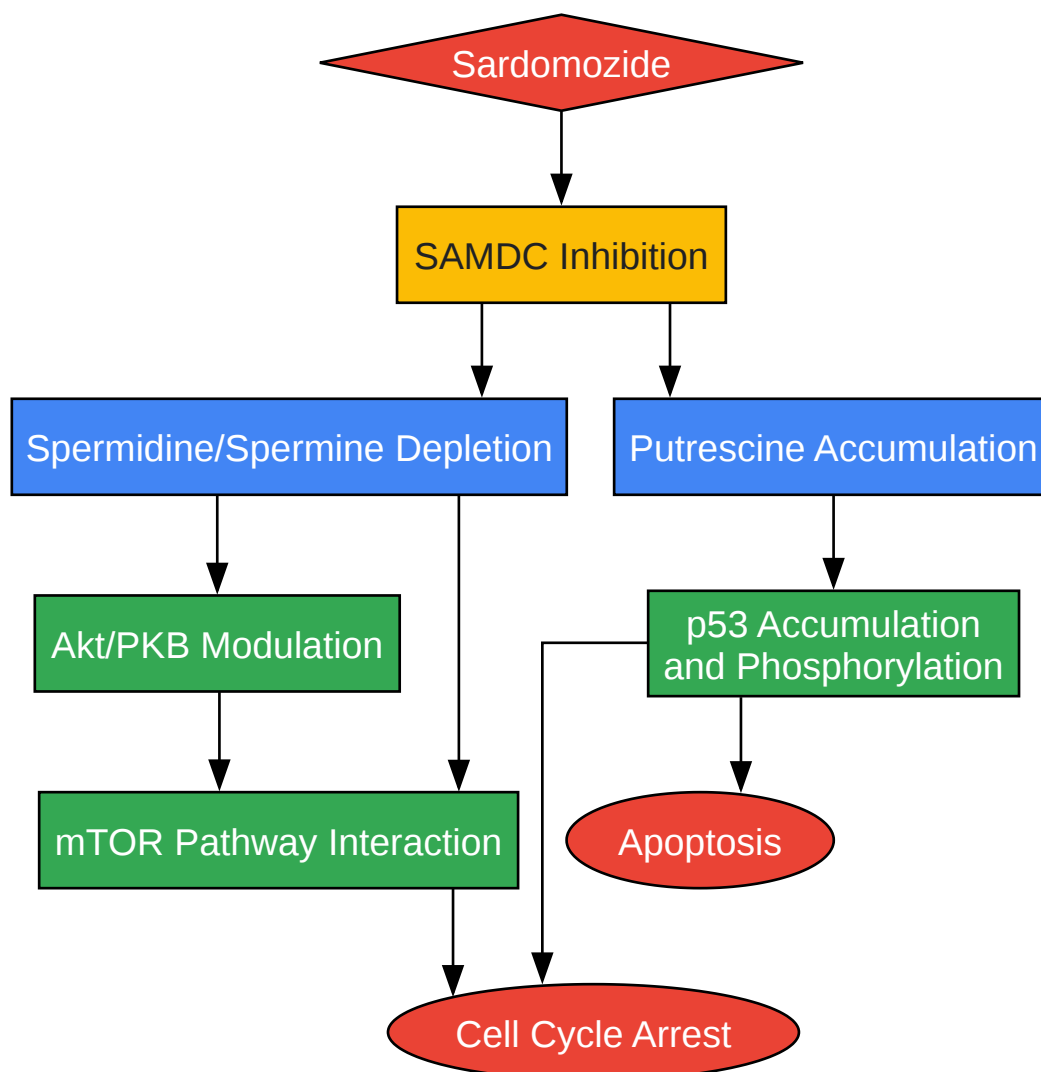 Sardomozide
SAMDC Inhibition
Spermidine/Spermine Depletion
Putrescine Accumulation
Akt/PKB Modulation
p53 Accumulation
and Phosphorylation
mTOR Pathway Interaction
Apoptosis
Cell Cycle Arrest